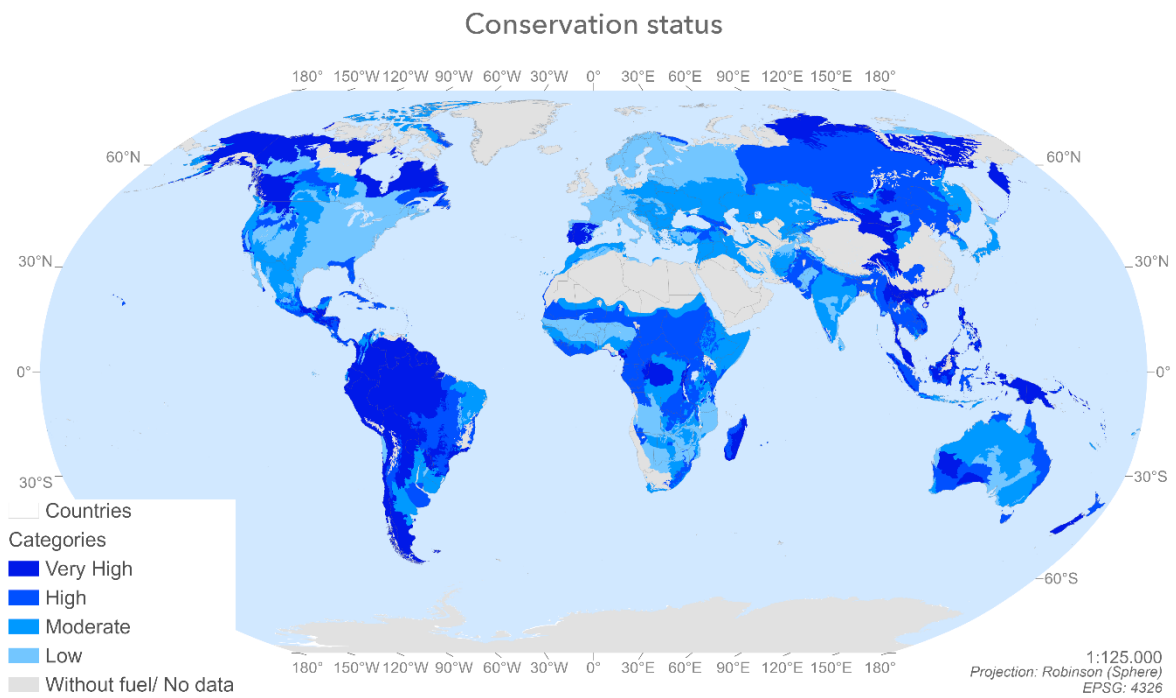 Conservation status
180° 150°W 120°W 90°W 60°W 30°W 0° 30°E 60°E 90°E 120°E 150°E 180°
60°N 60°N
30°N 30°N
0° 0°
30°S 30°S
60°S
Countries
Categories
Very High
High
Moderate
Low
Without fuel/ No data
180° 150°W 120°W 90°W 60°W 30°W 0° 30°E 60°E 90°E 120°E 150°E 180°
1:125.000
Projection: Robinson (Sphere)
EPSG: 4326